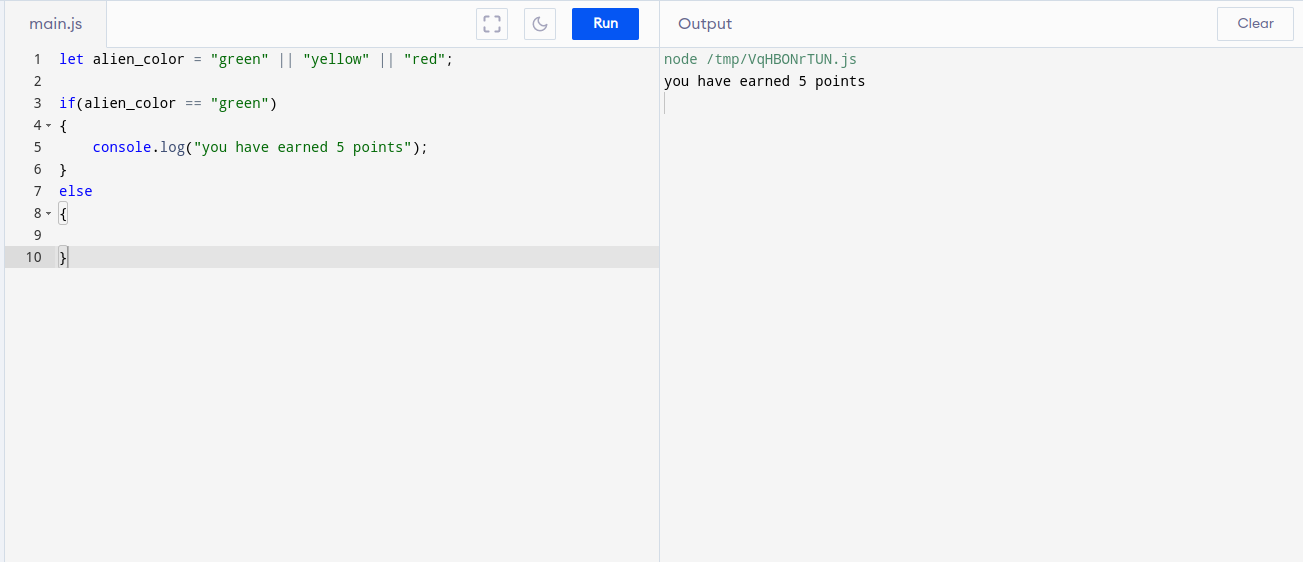 main.js
Run
Output
Clear
1 let alien_color = "green" || "yellow" || "red";
2
3 if(alien_color == "green")
4 {
5     console.log("you have earned 5 points");
6 }
7 else
8 {
9
10 }
node /tmp/VqHBONrTUN.js
you have earned 5 points